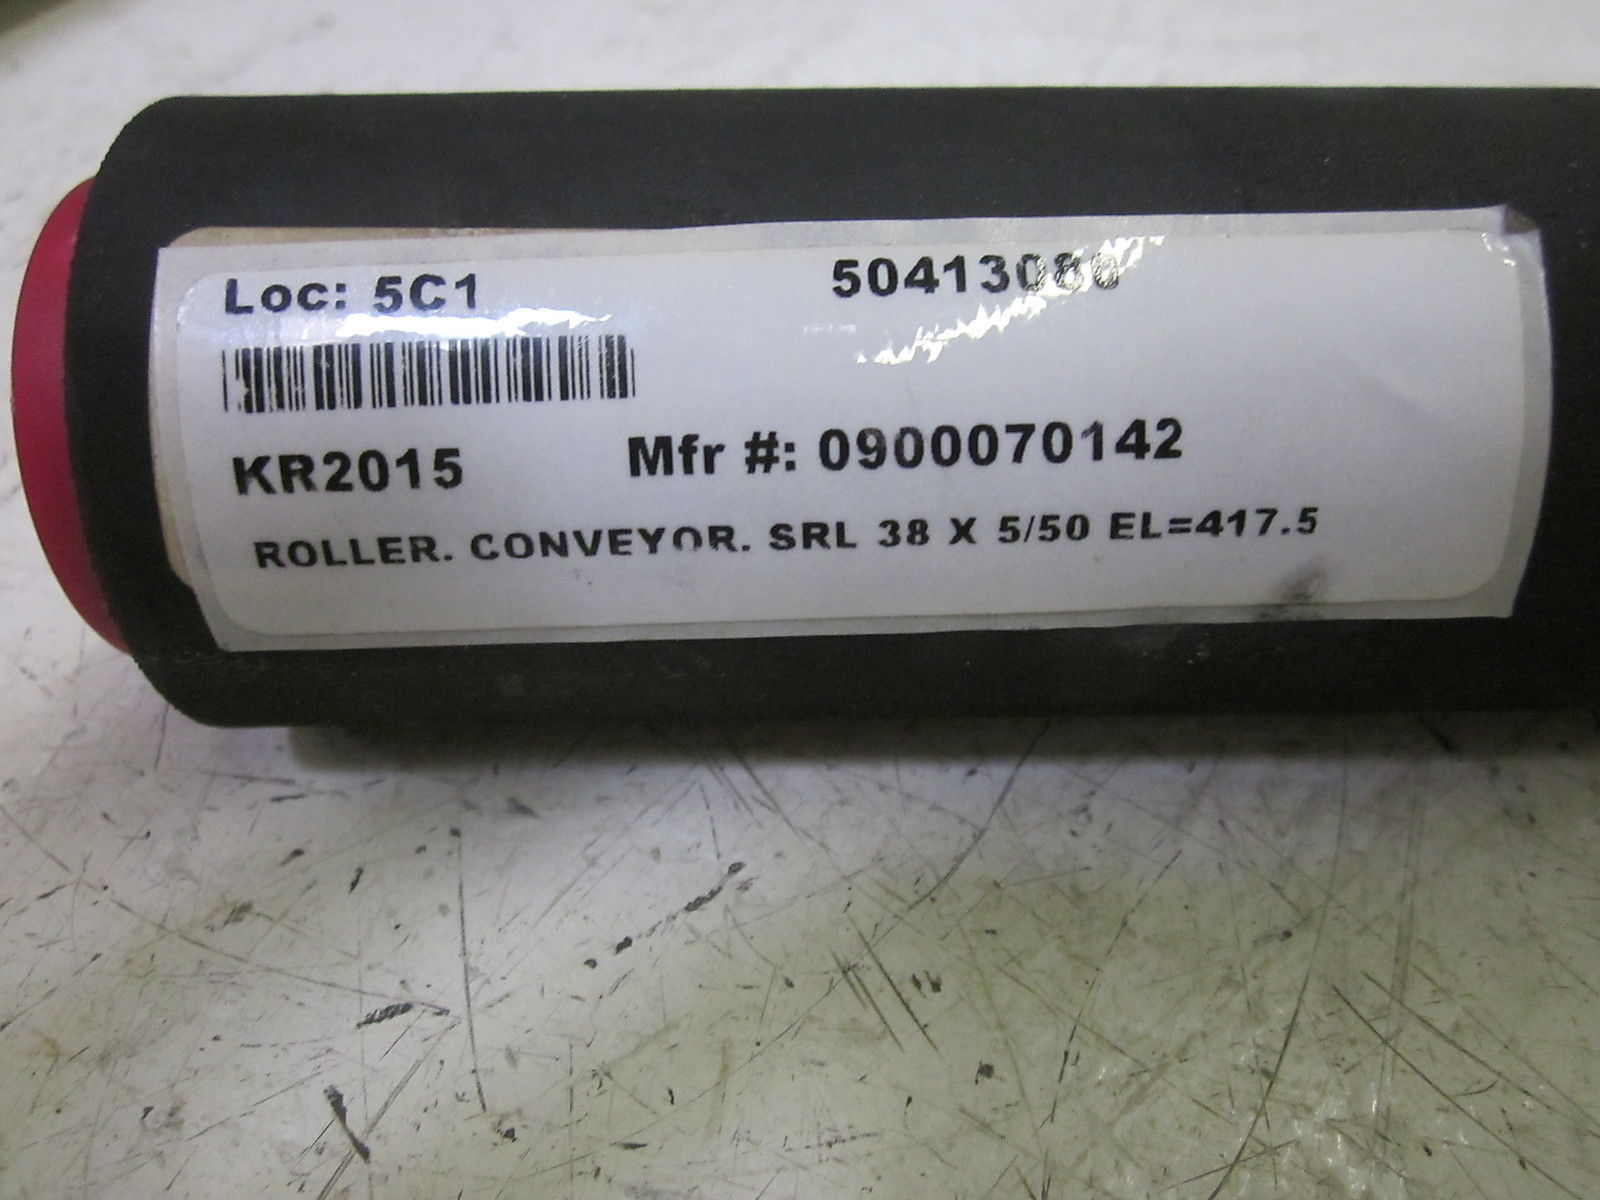 Loc: 5C1 50413080
KR2015 Mfr #: 0900070142
ROLLER. CONVEYOR. SRL 38 X 5/50 EL=417.5